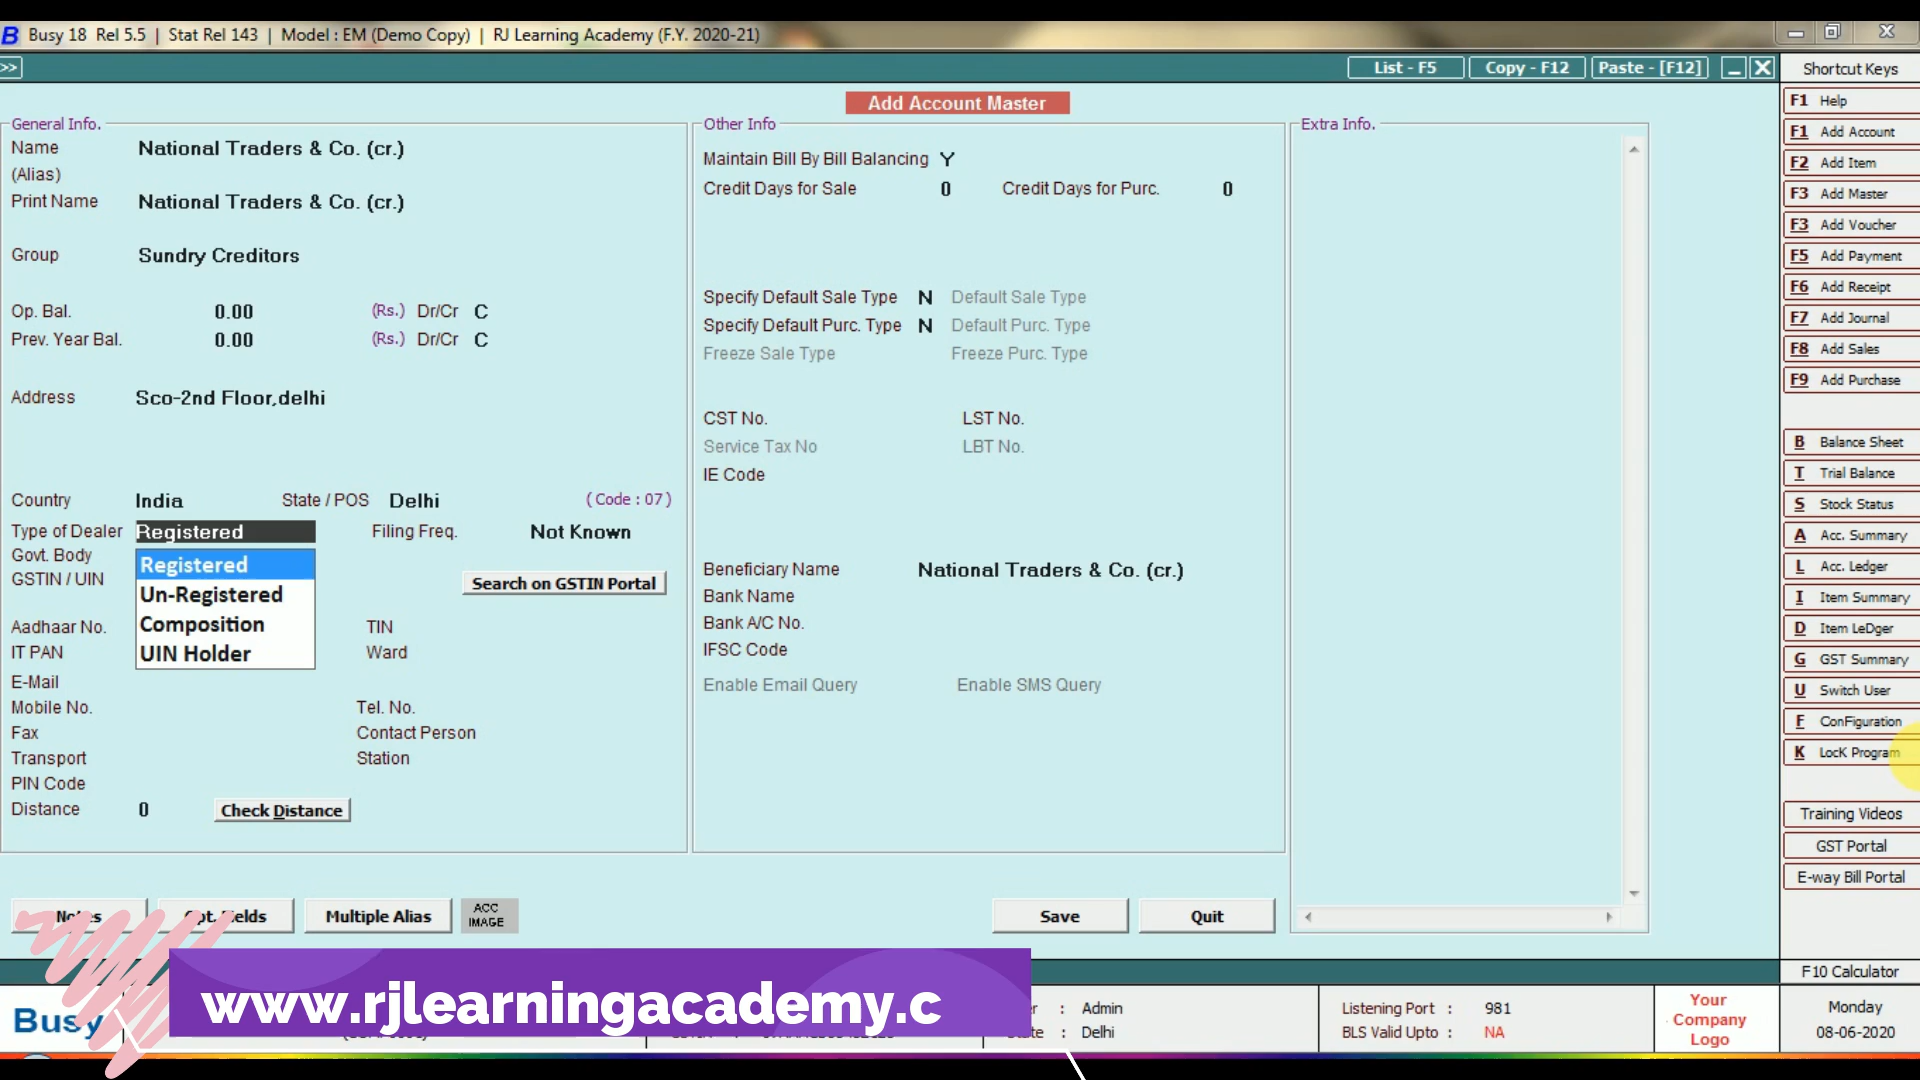 Busy 18 Rel 5.5 | Stat Rel 143 | Model : EM (Demo Copy) | RJ Learning Academy (F.Y. 2020-21)
>> List - F5 Copy - F12 Paste - [F12]
Add Account Master
General Info.
Name National Traders & Co. (cr.)
(Alias)
Print Name National Traders & Co. (cr.)
Group Sundry Creditors
Op. Bal. 0.00 (Rs.) Dr/Cr C
Prev. Year Bal. 0.00 (Rs.) Dr/Cr C
Address Sco-2nd Floor,delhi
Country India State / POS Delhi (Code : 07)
Type of Dealer Registered Filing Freq. Not Known
Govt. Body
GSTIN / UIN Search on GSTIN Portal
Registered
Un-Registered
Composition
UIN Holder
Aadhaar No. TIN
IT PAN Ward
E-Mail
Mobile No. Tel. No.
Fax Contact Person
Transport Station
PIN Code
Distance 0 Check Distance
Other Info
Maintain Bill By Bill Balancing Y
Credit Days for Sale 0 Credit Days for Purc. 0
Specify Default Sale Type N Default Sale Type
Specify Default Purc. Type N Default Purc. Type
Freeze Sale Type Freeze Purc. Type
CST No. LST No.
Service Tax No LBT No.
IE Code
Beneficiary Name National Traders & Co. (cr.)
Bank Name
Bank A/C No.
IFSC Code
Enable Email Query Enable SMS Query
Extra Info.
Notes Opt. Fields Multiple Alias ACC IMAGE Save Quit
Shortcut Keys
F1 Help
F1 Add Account
F2 Add Item
F3 Add Master
F3 Add Voucher
F5 Add Payment
F6 Add Receipt
F7 Add Journal
F8 Add Sales
F9 Add Purchase
B Balance Sheet
T Trial Balance
S Stock Status
A Acc. Summary
L Acc. Ledger
I Item Summary
D Item LeDger
G GST Summary
U Switch User
F ConFiguration
K LocK Program
Training Videos
GST Portal
E-way Bill Portal
F10 Calculator
www.rjlearningacademy.c
Busy
: Admin
: Delhi
Listening Port : 981
BLS Valid Upto : NA
Your
Company
Logo
Monday
08-06-2020